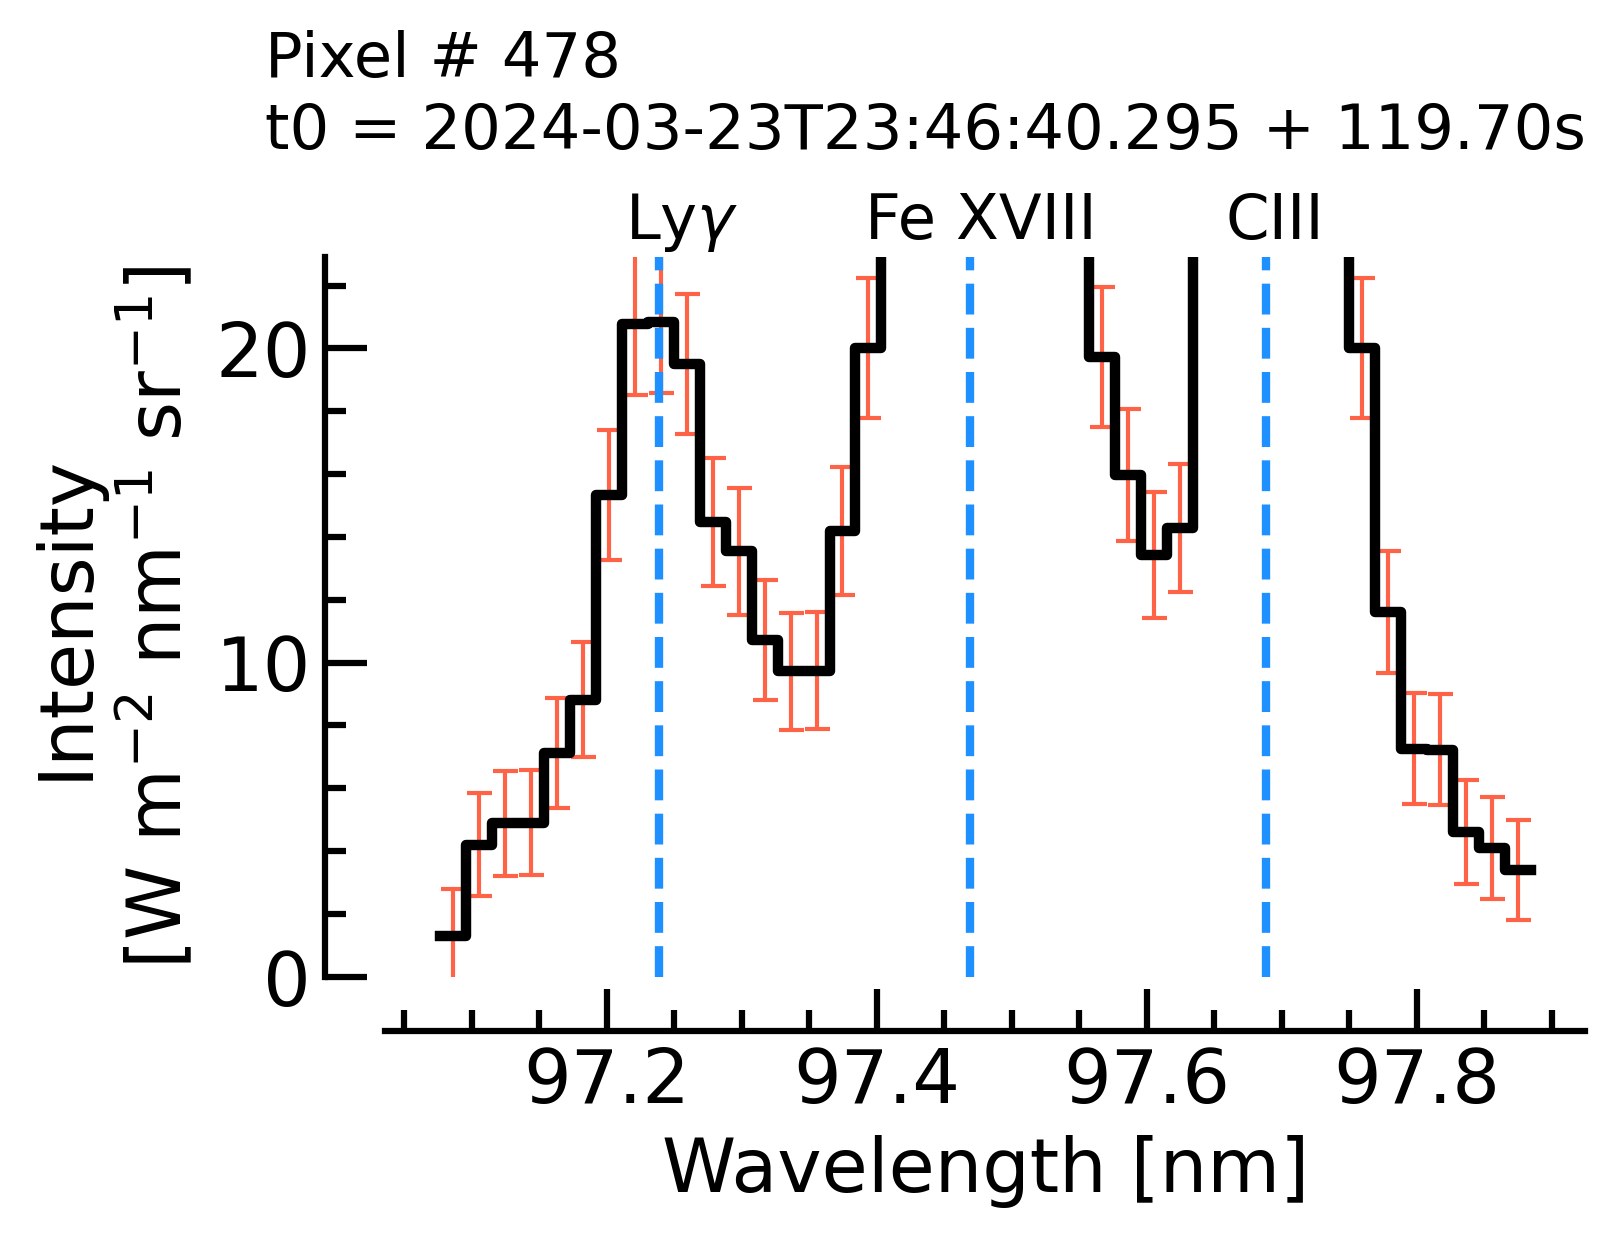 Pixel # 478
t0 = 2024-03-23T23:46:40.295 + 119.70s
Lyγ Fe XVIII CIII
Intensity
[W m⁻² nm⁻¹ sr⁻¹]
20
10
0
97.2 97.4 97.6 97.8
Wavelength [nm]